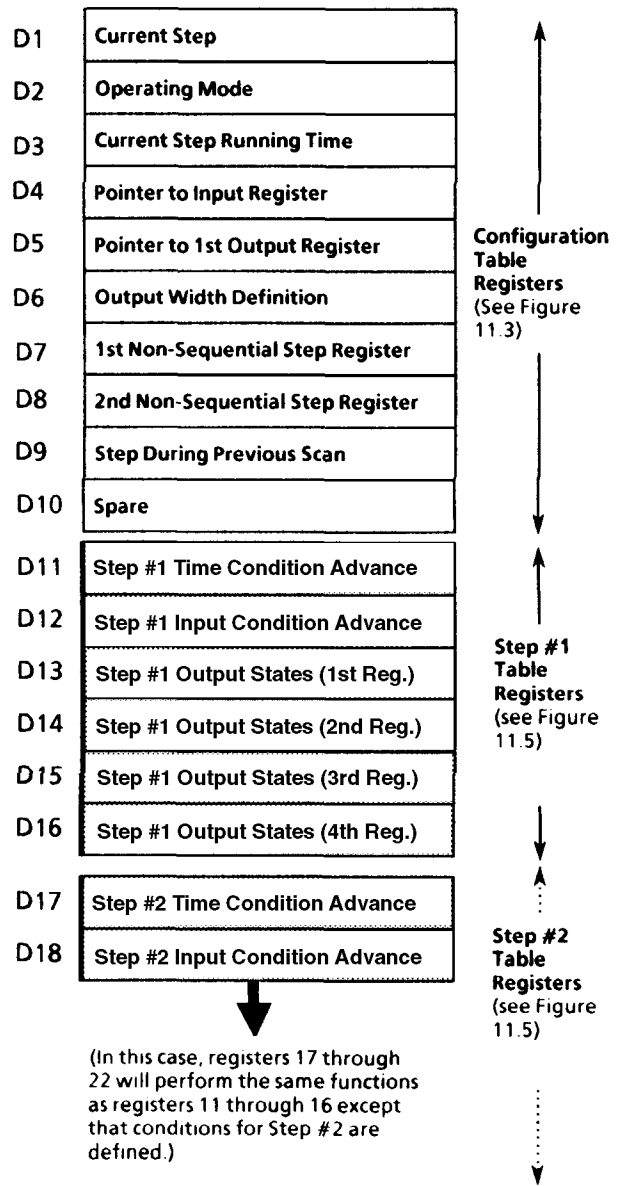 D1 Current Step
D2 Operating Mode
D3 Current Step Running Time
D4 Pointer to Input Register
D5 Pointer to 1st Output Register
D6 Output Width Definition
D7 1st Non-Sequential Step Register
D8 2nd Non-Sequential Step Register
D9 Step During Previous Scan
D10 Spare
Configuration
Table
Registers
(See Figure
11.3)
D11 Step #1 Time Condition Advance
D12 Step #1 Input Condition Advance
D13 Step #1 Output States (1st Reg.)
D14 Step #1 Output States (2nd Reg.)
D15 Step #1 Output States (3rd Reg.)
D16 Step #1 Output States (4th Reg.)
Step #1
Table
Registers
(see Figure
11.5)
D17 Step #2 Time Condition Advance
D18 Step #2 Input Condition Advance
Step #2
Table
Registers
(see Figure
11.5)
(In this case, registers 17 through
22 will perform the same functions
as registers 11 through 16 except
that conditions for Step #2 are
defined.)